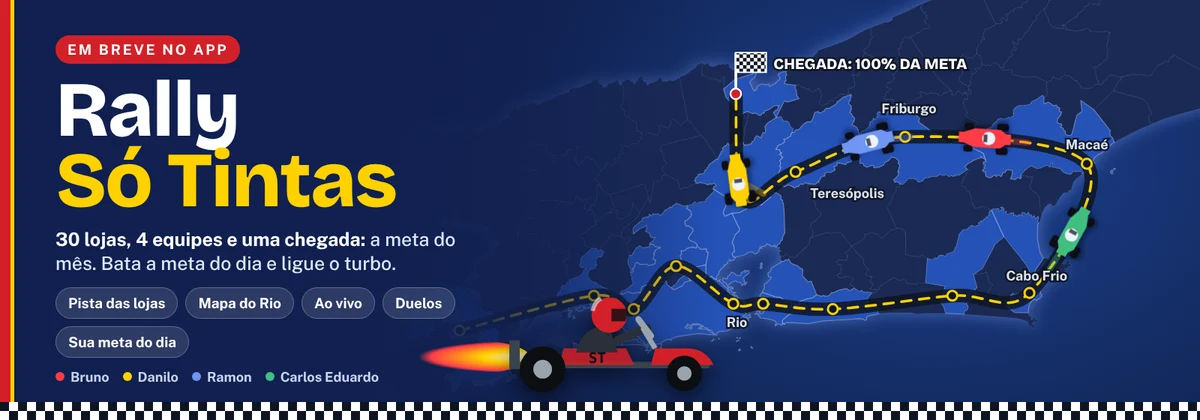 EM BREVE NO APP
Rally
Só Tintas
30 lojas, 4 equipes e uma chegada: a meta do
mês. Bata a meta do dia e ligue o turbo.
Pista das lojas
Mapa do Rio
Ao vivo
Duelos
Sua meta do dia
Bruno
Danilo
Ramon
Carlos Eduardo
CHEGADA: 100% DA META
Friburgo
Macaé
Teresópolis
Cabo Frio
Rio
ST